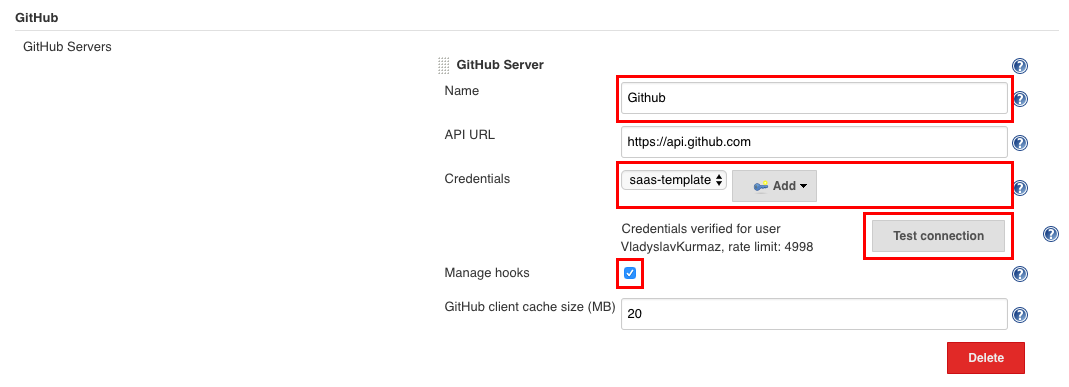 GitHub
GitHub Servers
GitHub Server
Name
Github
API URL
https://api.github.com
Credentials
saas-template
Add
Credentials verified for user
VladyslavKurmaz, rate limit: 4998
Test connection
Manage hooks
GitHub client cache size (MB)
20
Delete